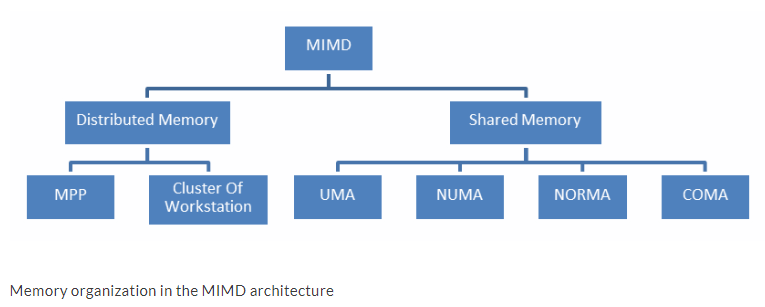 MIMD
Distributed Memory
Shared Memory
MPP
Cluster Of
Workstation
UMA
NUMA
NORMA
COMA
Memory organization in the MIMD architecture